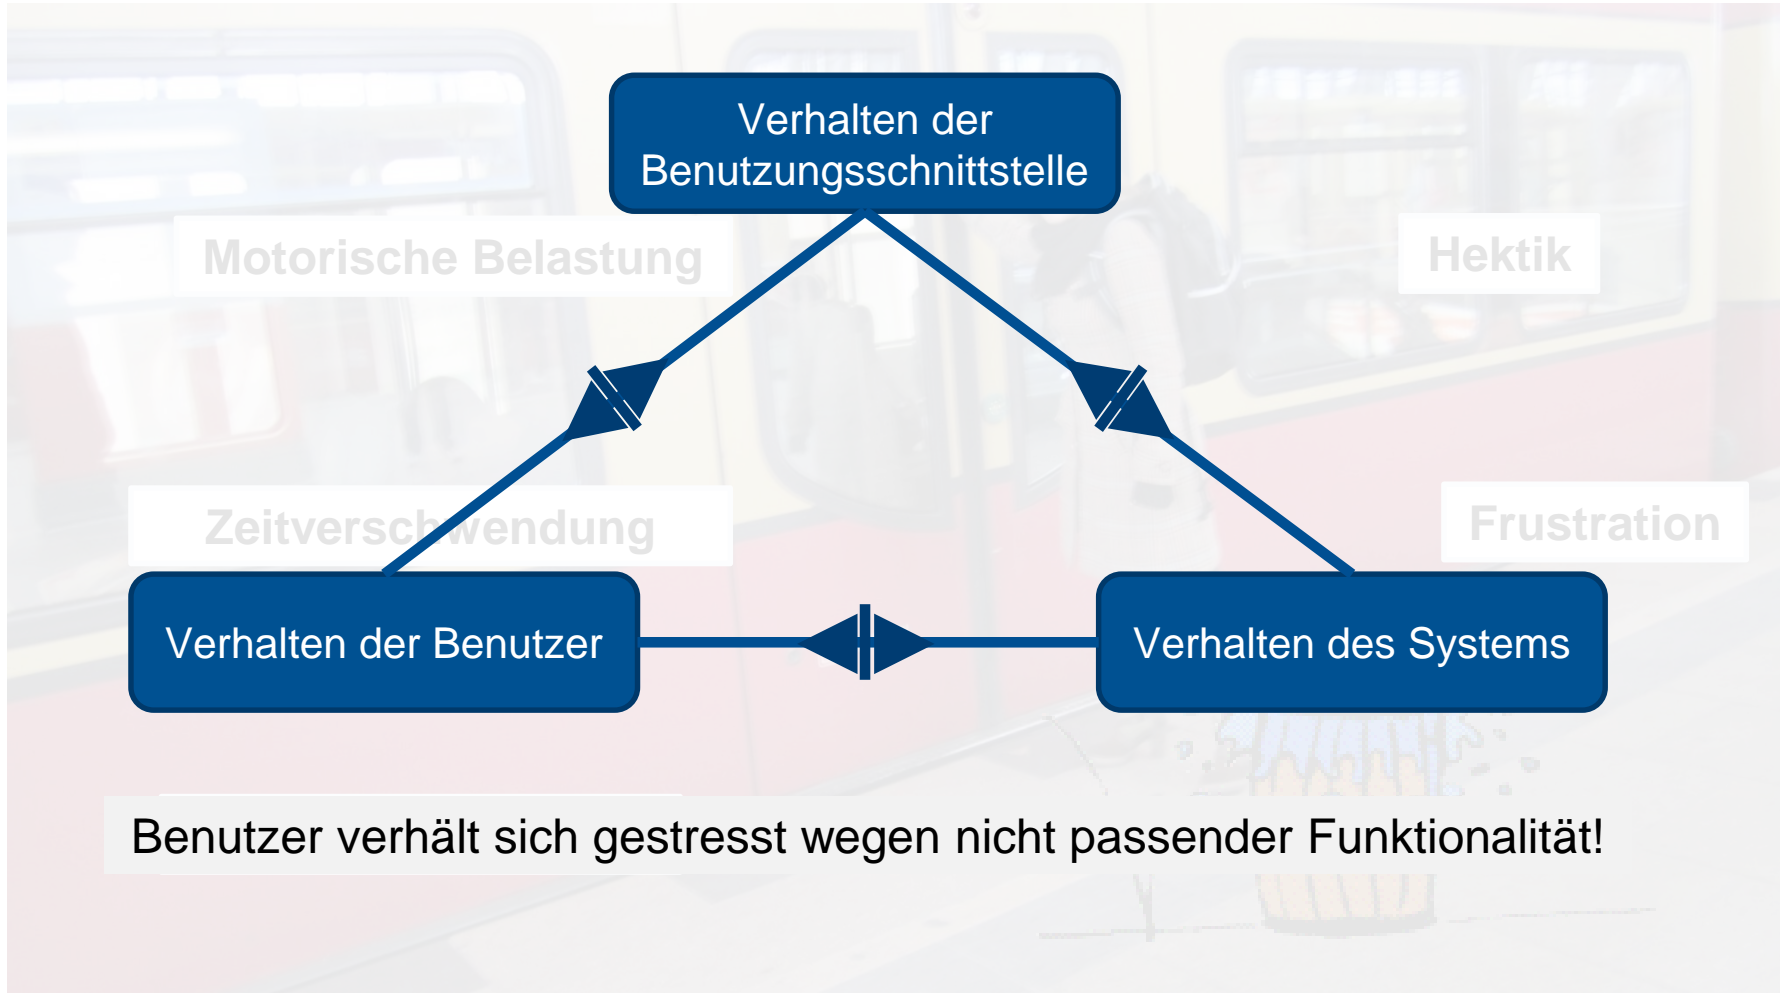 Verhalten der
Benutzungsschnittstelle
Motorische Belastung
Hektik
Zeitverschwendung
Frustration
Verhalten der Benutzer
Verhalten des Systems
Benutzer verhält sich gestresst wegen nicht passender Funktionalität!